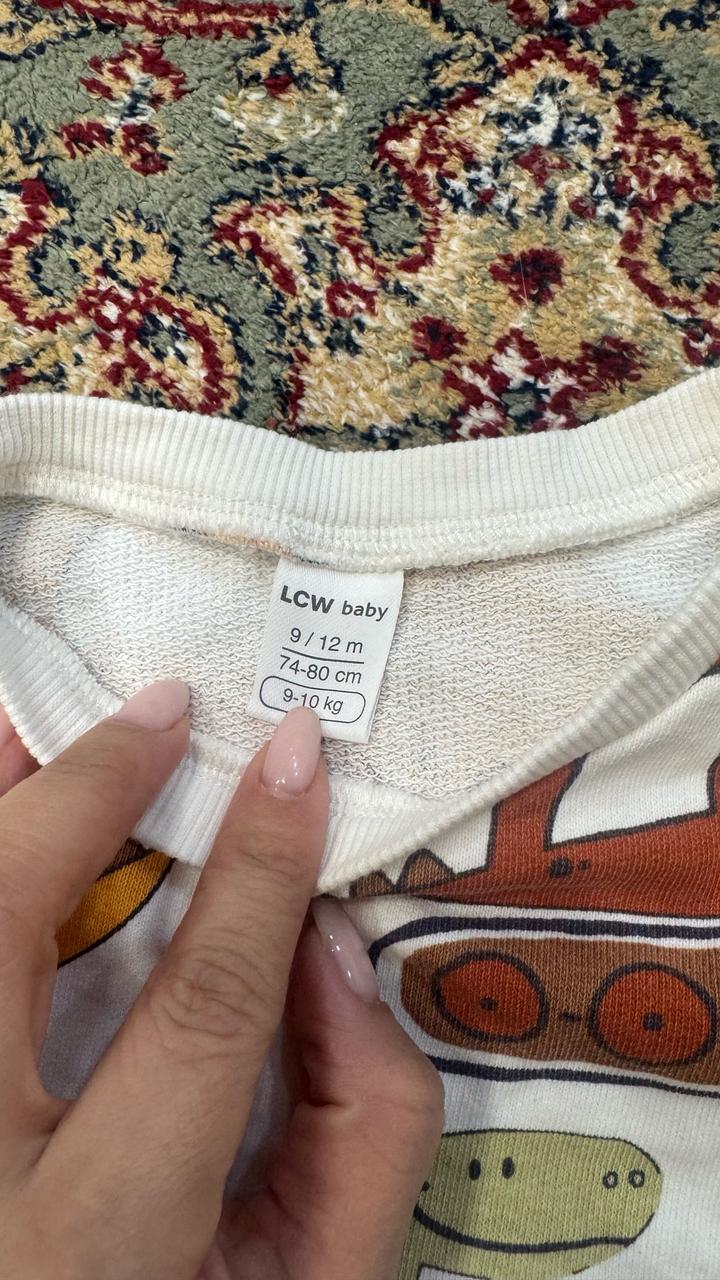 LCW baby
9 / 12 m
74-80 cm
9-10 kg